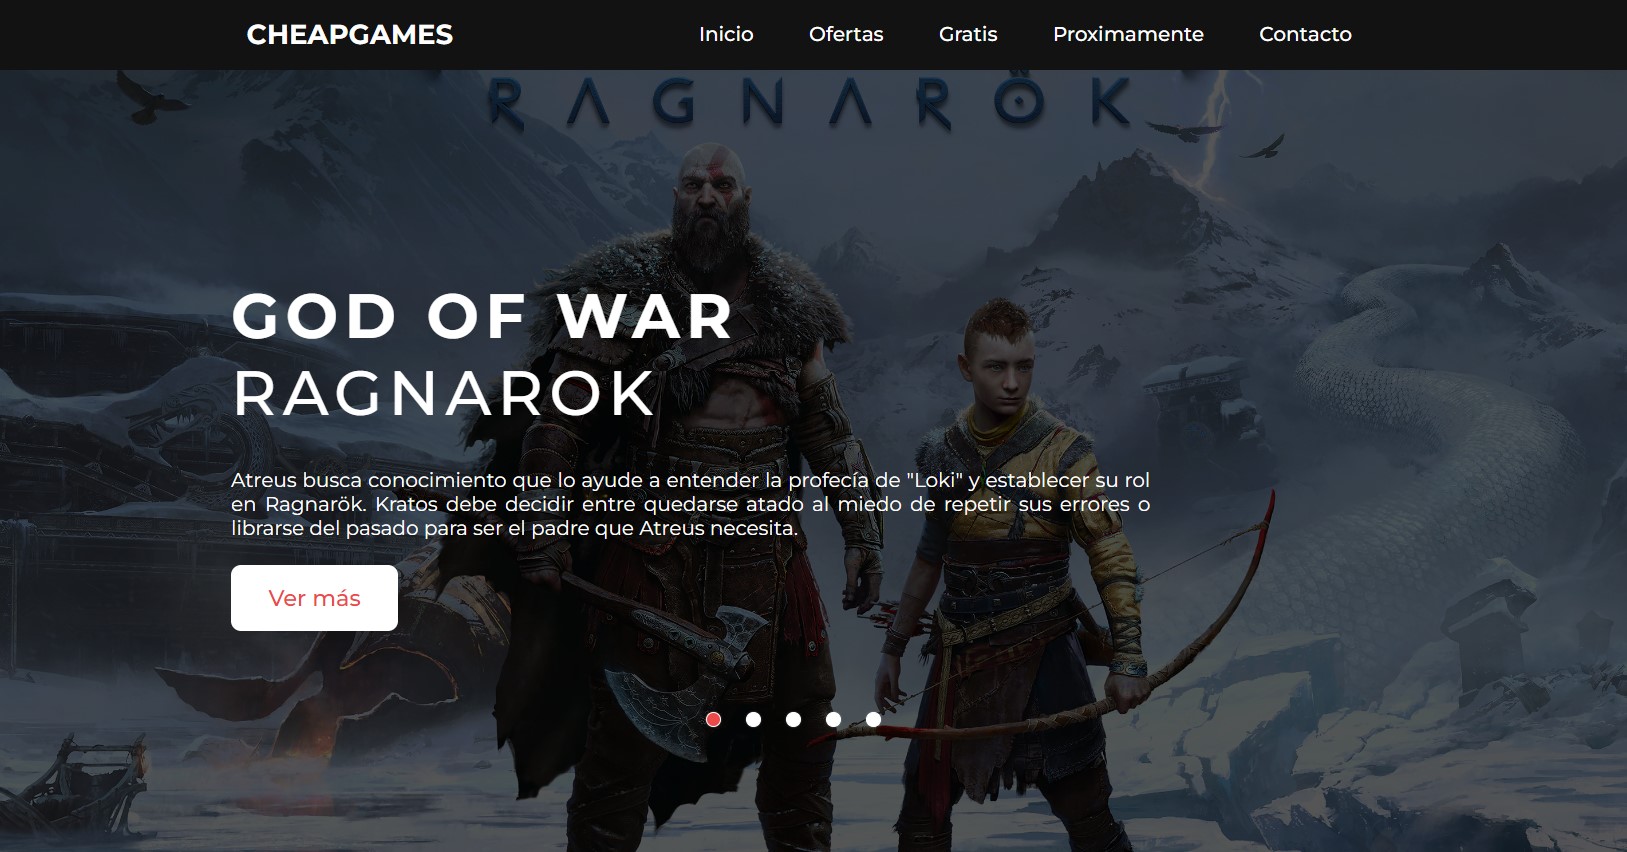 CHEAPGAMES
Inicio Ofertas Gratis Proximamente Contacto
RAGNARÖK
GOD OF WAR
RAGNAROK
Atreus busca conocimiento que lo ayude a entender la profecía de "Loki" y establecer su rol
en Ragnarök. Kratos debe decidir entre quedarse atado al miedo de repetir sus errores o
librarse del pasado para ser el padre que Atreus necesita.
Ver más